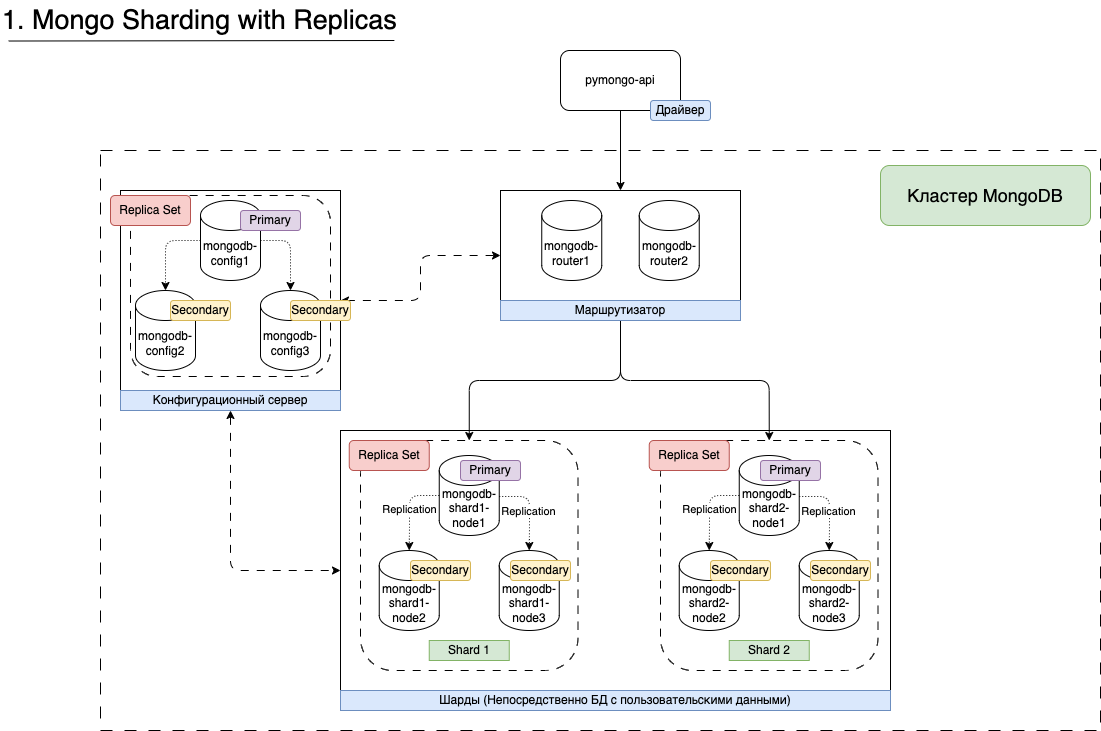 1. Mongo Sharding with Replicas
pymongo-api
Драйвер
Кластер MongoDB
Replica Set
Primary
mongodb-
config1
Secondary
mongodb-
config2
Secondary
mongodb-
config3
Конфигурационный сервер
mongodb-
router1
mongodb-
router2
Маршрутизатор
Replica Set
Primary
mongodb-
shard1-
node1
Replication
Replication
Secondary
mongodb-
shard1-
node2
Secondary
mongodb-
shard1-
node3
Shard 1
Replica Set
Primary
mongodb-
shard2-
node1
Replication
Replication
Secondary
mongodb-
shard2-
node2
Secondary
mongodb-
shard2-
node3
Shard 2
Шарды (Непосредственно БД с пользовательскими данными)